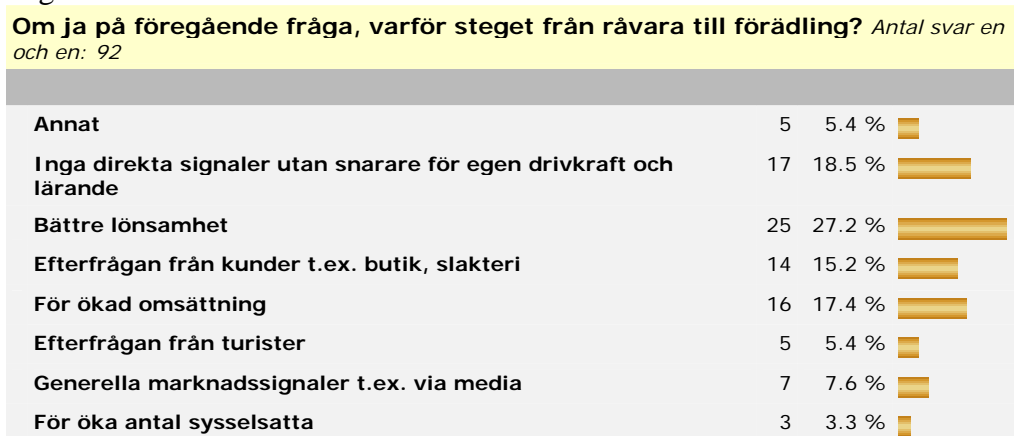 Om ja på föregående fråga, varför steget från råvara till förädling? Antal svar en
och en: 92
Annat 5 5.4 %
Inga direkta signaler utan snarare för egen drivkraft och
lärande 17 18.5 %
Bättre lönsamhet 25 27.2 %
Efterfrågan från kunder t.ex. butik, slakteri 14 15.2 %
För ökad omsättning 16 17.4 %
Efterfrågan från turister 5 5.4 %
Generella marknadssignaler t.ex. via media 7 7.6 %
För öka antal sysselsatta 3 3.3 %